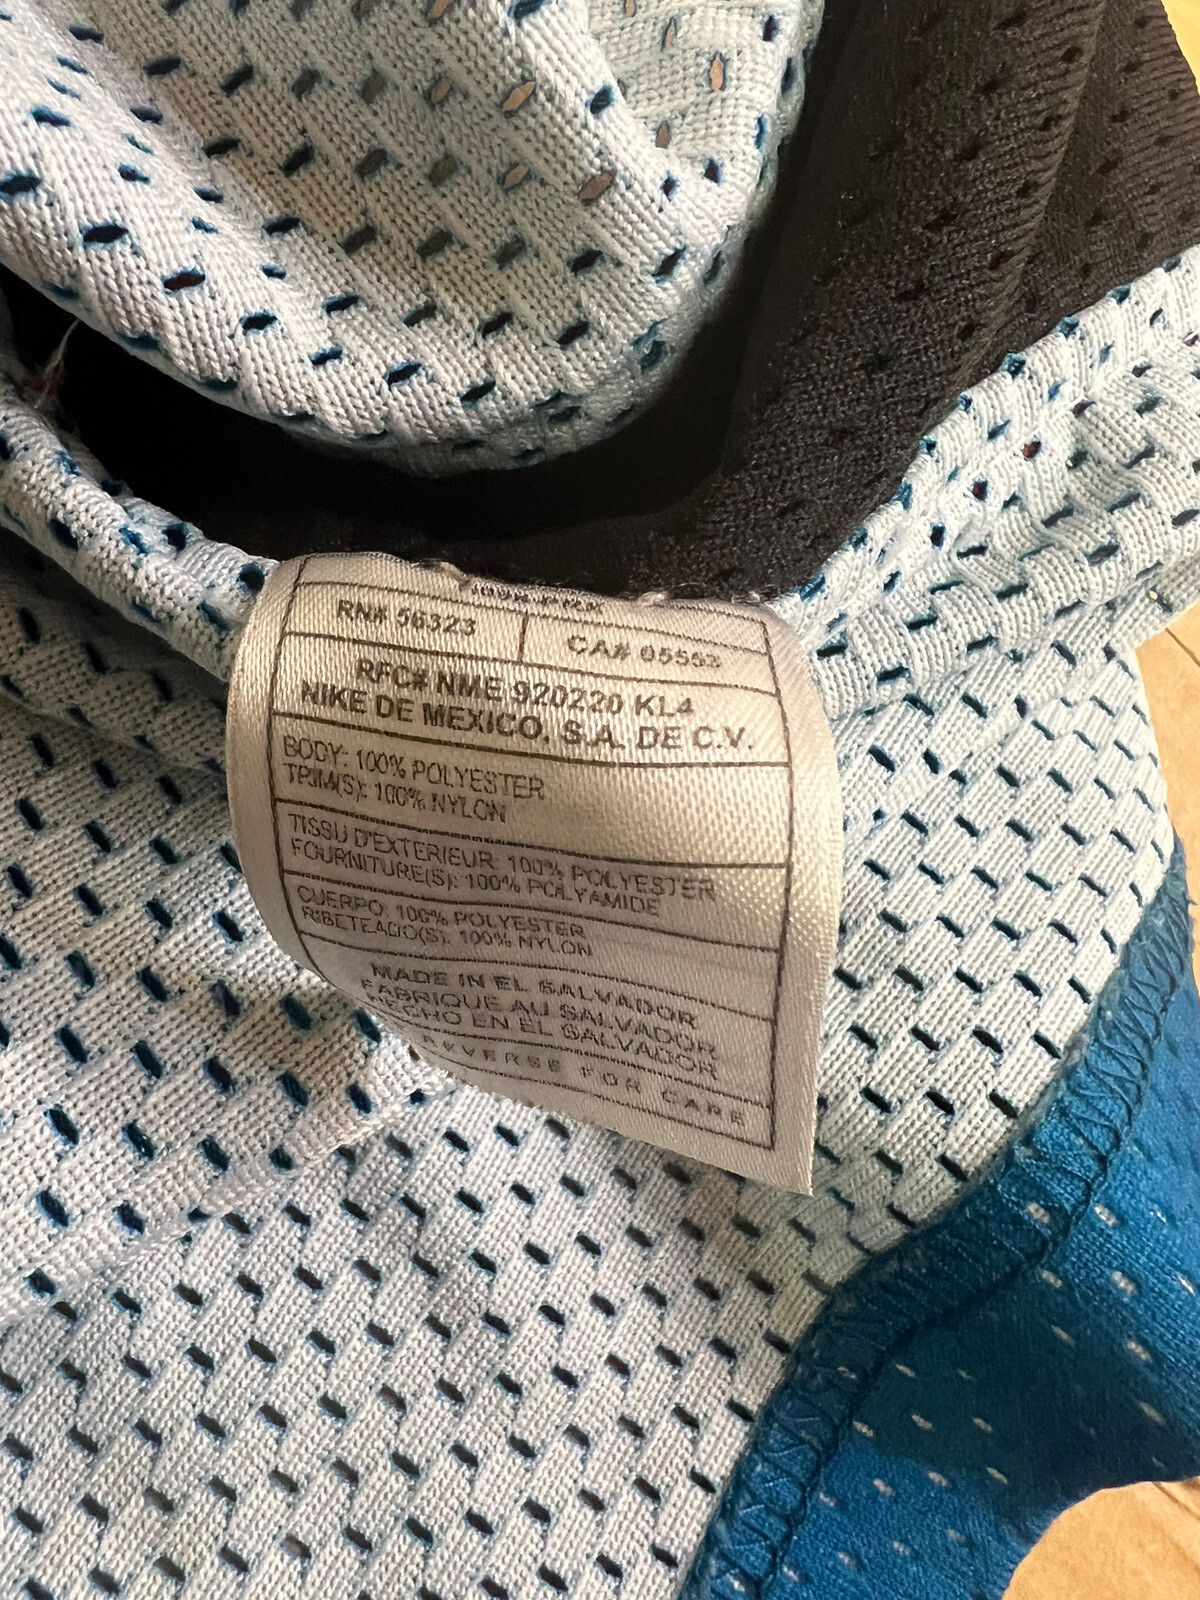 RN# 56323
CA# 05553
RFC# NME 920220 KL4
NIKE DE MEXICO, S.A. DE C.V.
BODY: 100% POLYESTER
TRIM(S): 100% NYLON
TISSU D'EXTERIEUR: 100% POLYESTER
FOURNITURE(S): 100% POLYAMIDE
CUERPO: 100% POLYESTER
RIBETEADO(S): 100% NYLON
MADE IN EL SALVADOR
FABRIQUE AU SALVADOR
HECHO EN EL SALVADOR
REVERSE FOR CARE